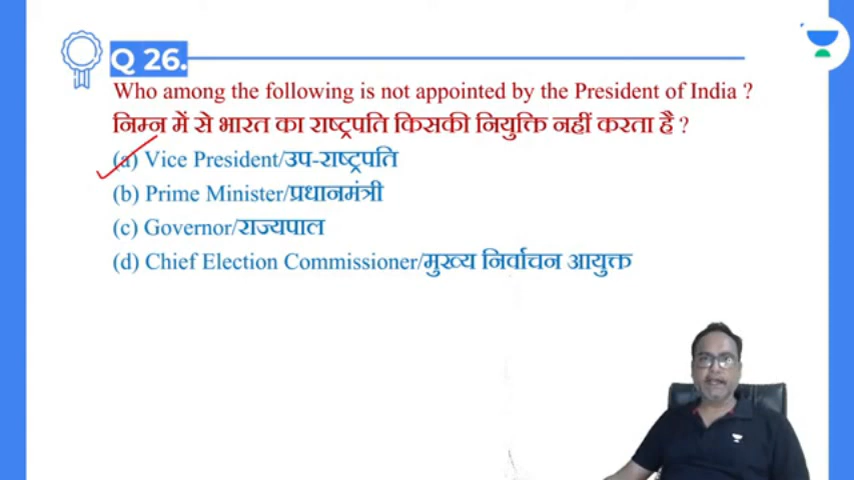 Q 26.
Who among the following is not appointed by the President of India ?
निम्न में से भारत का राष्ट्रपति किसकी नियुक्ति नहीं करता है ?
(a) Vice President/उप-राष्ट्रपति
(b) Prime Minister/प्रधानमंत्री
(c) Governor/राज्यपाल
(d) Chief Election Commissioner/मुख्य निर्वाचन आयुक्त